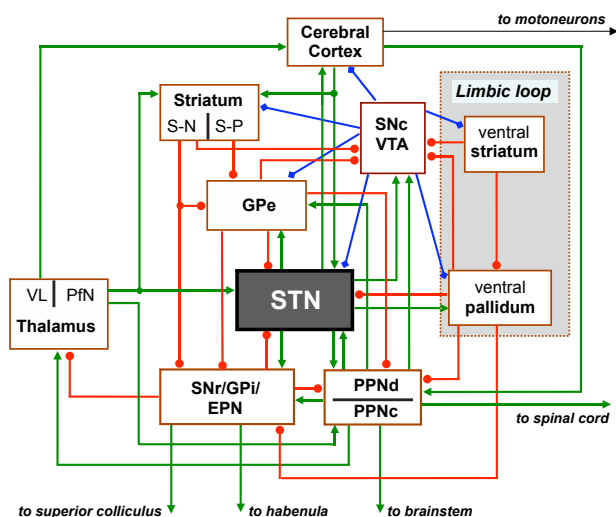 to motoneurons
Cerebral
Cortex
Limbic loop
Striatum
S-N S-P
SNc
VTA
ventral
striatum
GPe
VL PfN
Thalamus
STN
ventral
pallidum
SNr/GPi/
EPN
PPNd
PPNc
to spinal cord
to superior colliculus
to habenula
to brainstem